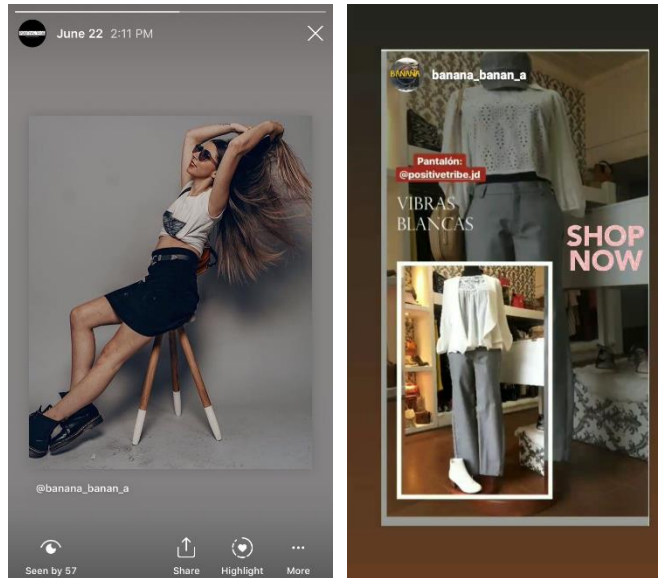 June 22 2:11 PM
@banana_banan_a
Seen by 57
Share
Highlight
More
BANANA
banana_banan_a
Pantalón:
@positivetribe.jd
VIBRAS
BLANCAS
SHOP
NOW